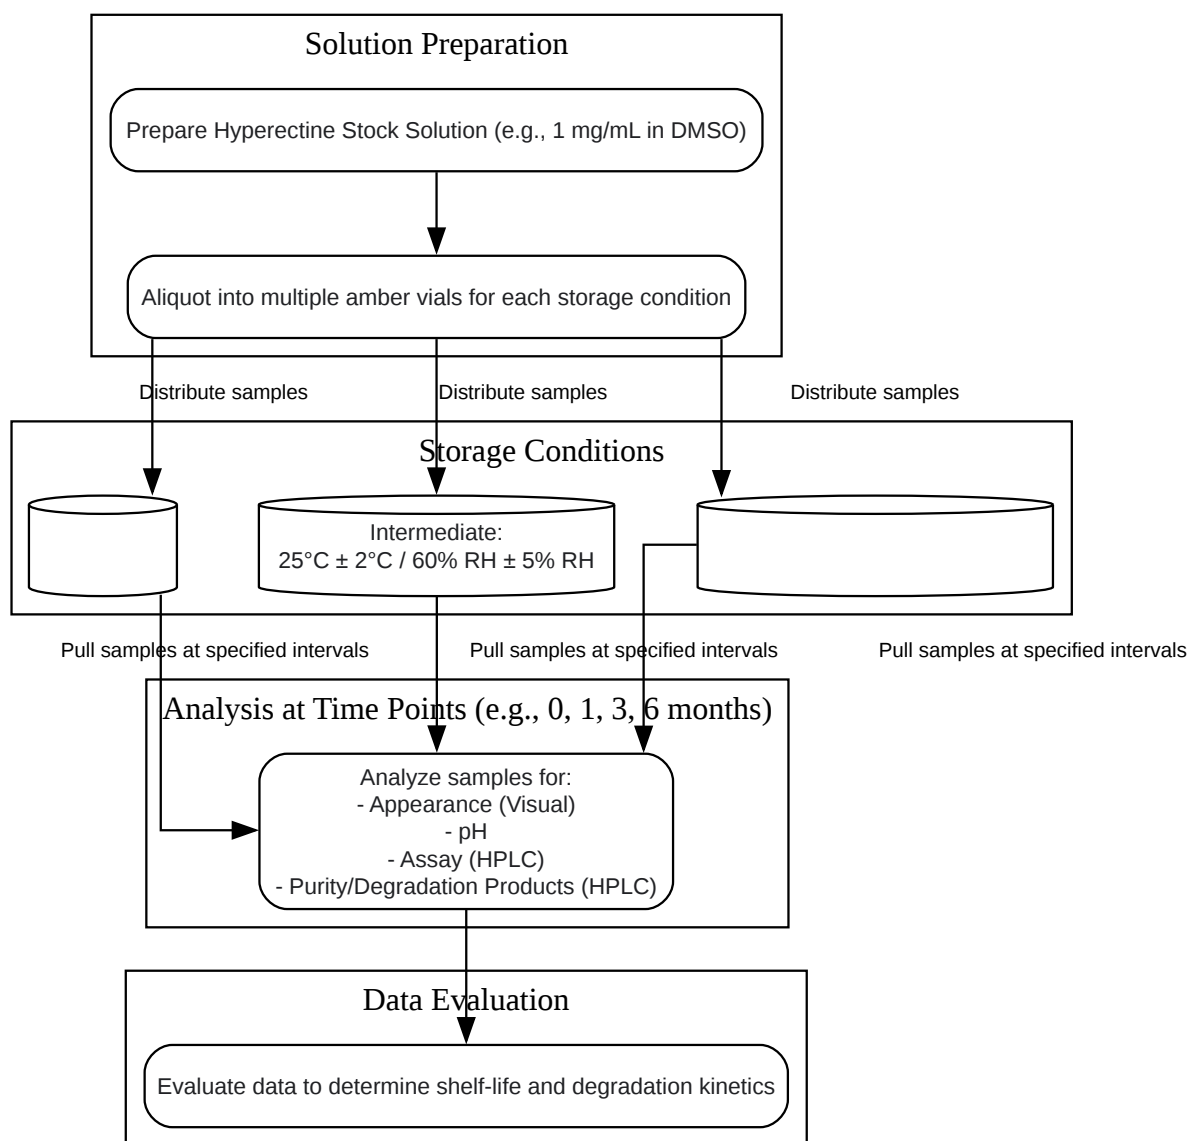 Solution Preparation
Prepare Hyperectine Stock Solution (e.g., 1 mg/mL in DMSO)
Aliquot into multiple amber vials for each storage condition
Distribute samples
Distribute samples
Distribute samples
Storage Conditions
Intermediate:
25°C ± 2°C / 60% RH ± 5% RH
Pull samples at specified intervals
Pull samples at specified intervals
Pull samples at specified intervals
Analysis at Time Points (e.g., 0, 1, 3, 6 months)
Analyze samples for:
- Appearance (Visual)
- pH
- Assay (HPLC)
- Purity/Degradation Products (HPLC)
Data Evaluation
Evaluate data to determine shelf-life and degradation kinetics